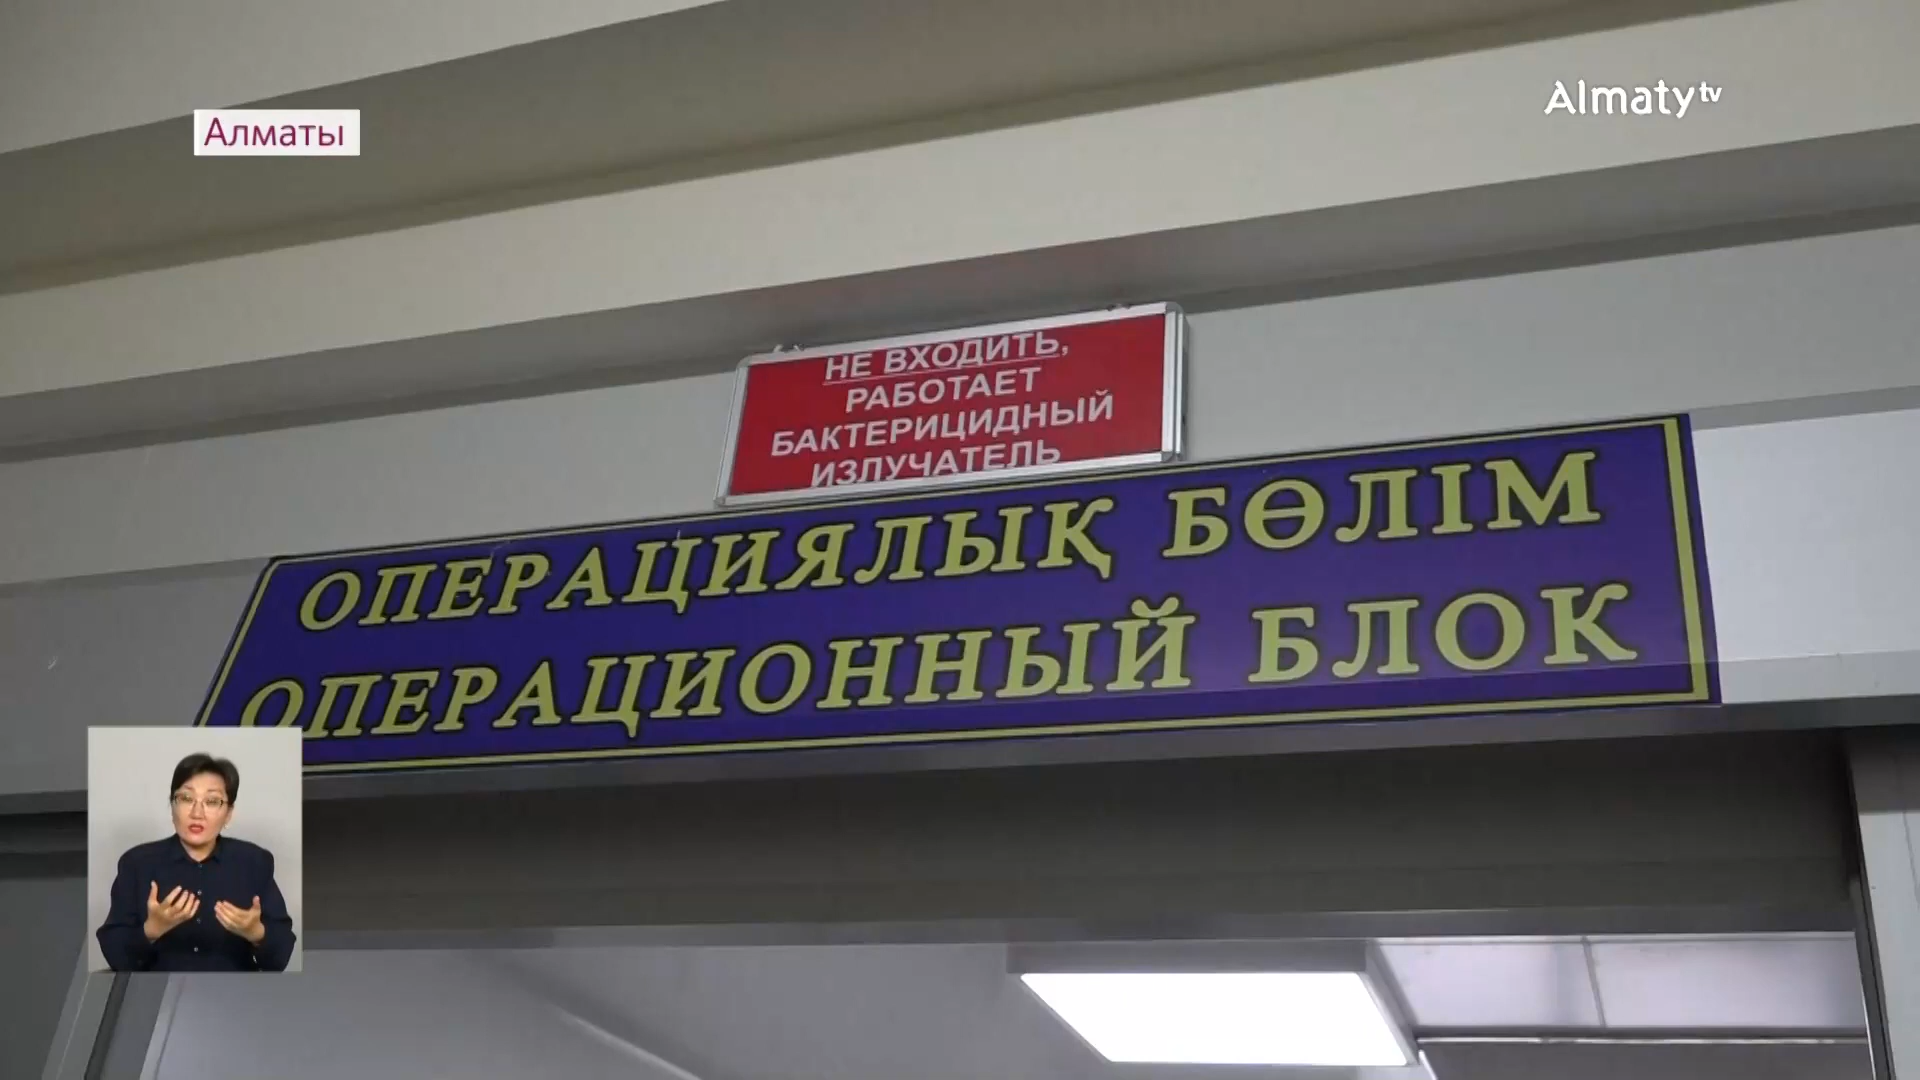 Алматы
Almaty tv
НЕ ВХОДИТЬ,
РАБОТАЕТ
БАКТЕРИЦИДНЫЙ
ИЗЛУЧАТЕЛЬ
ОПЕРАЦИЯЛЫҚ БӨЛІМ
ОПЕРАЦИОННЫЙ БЛОК